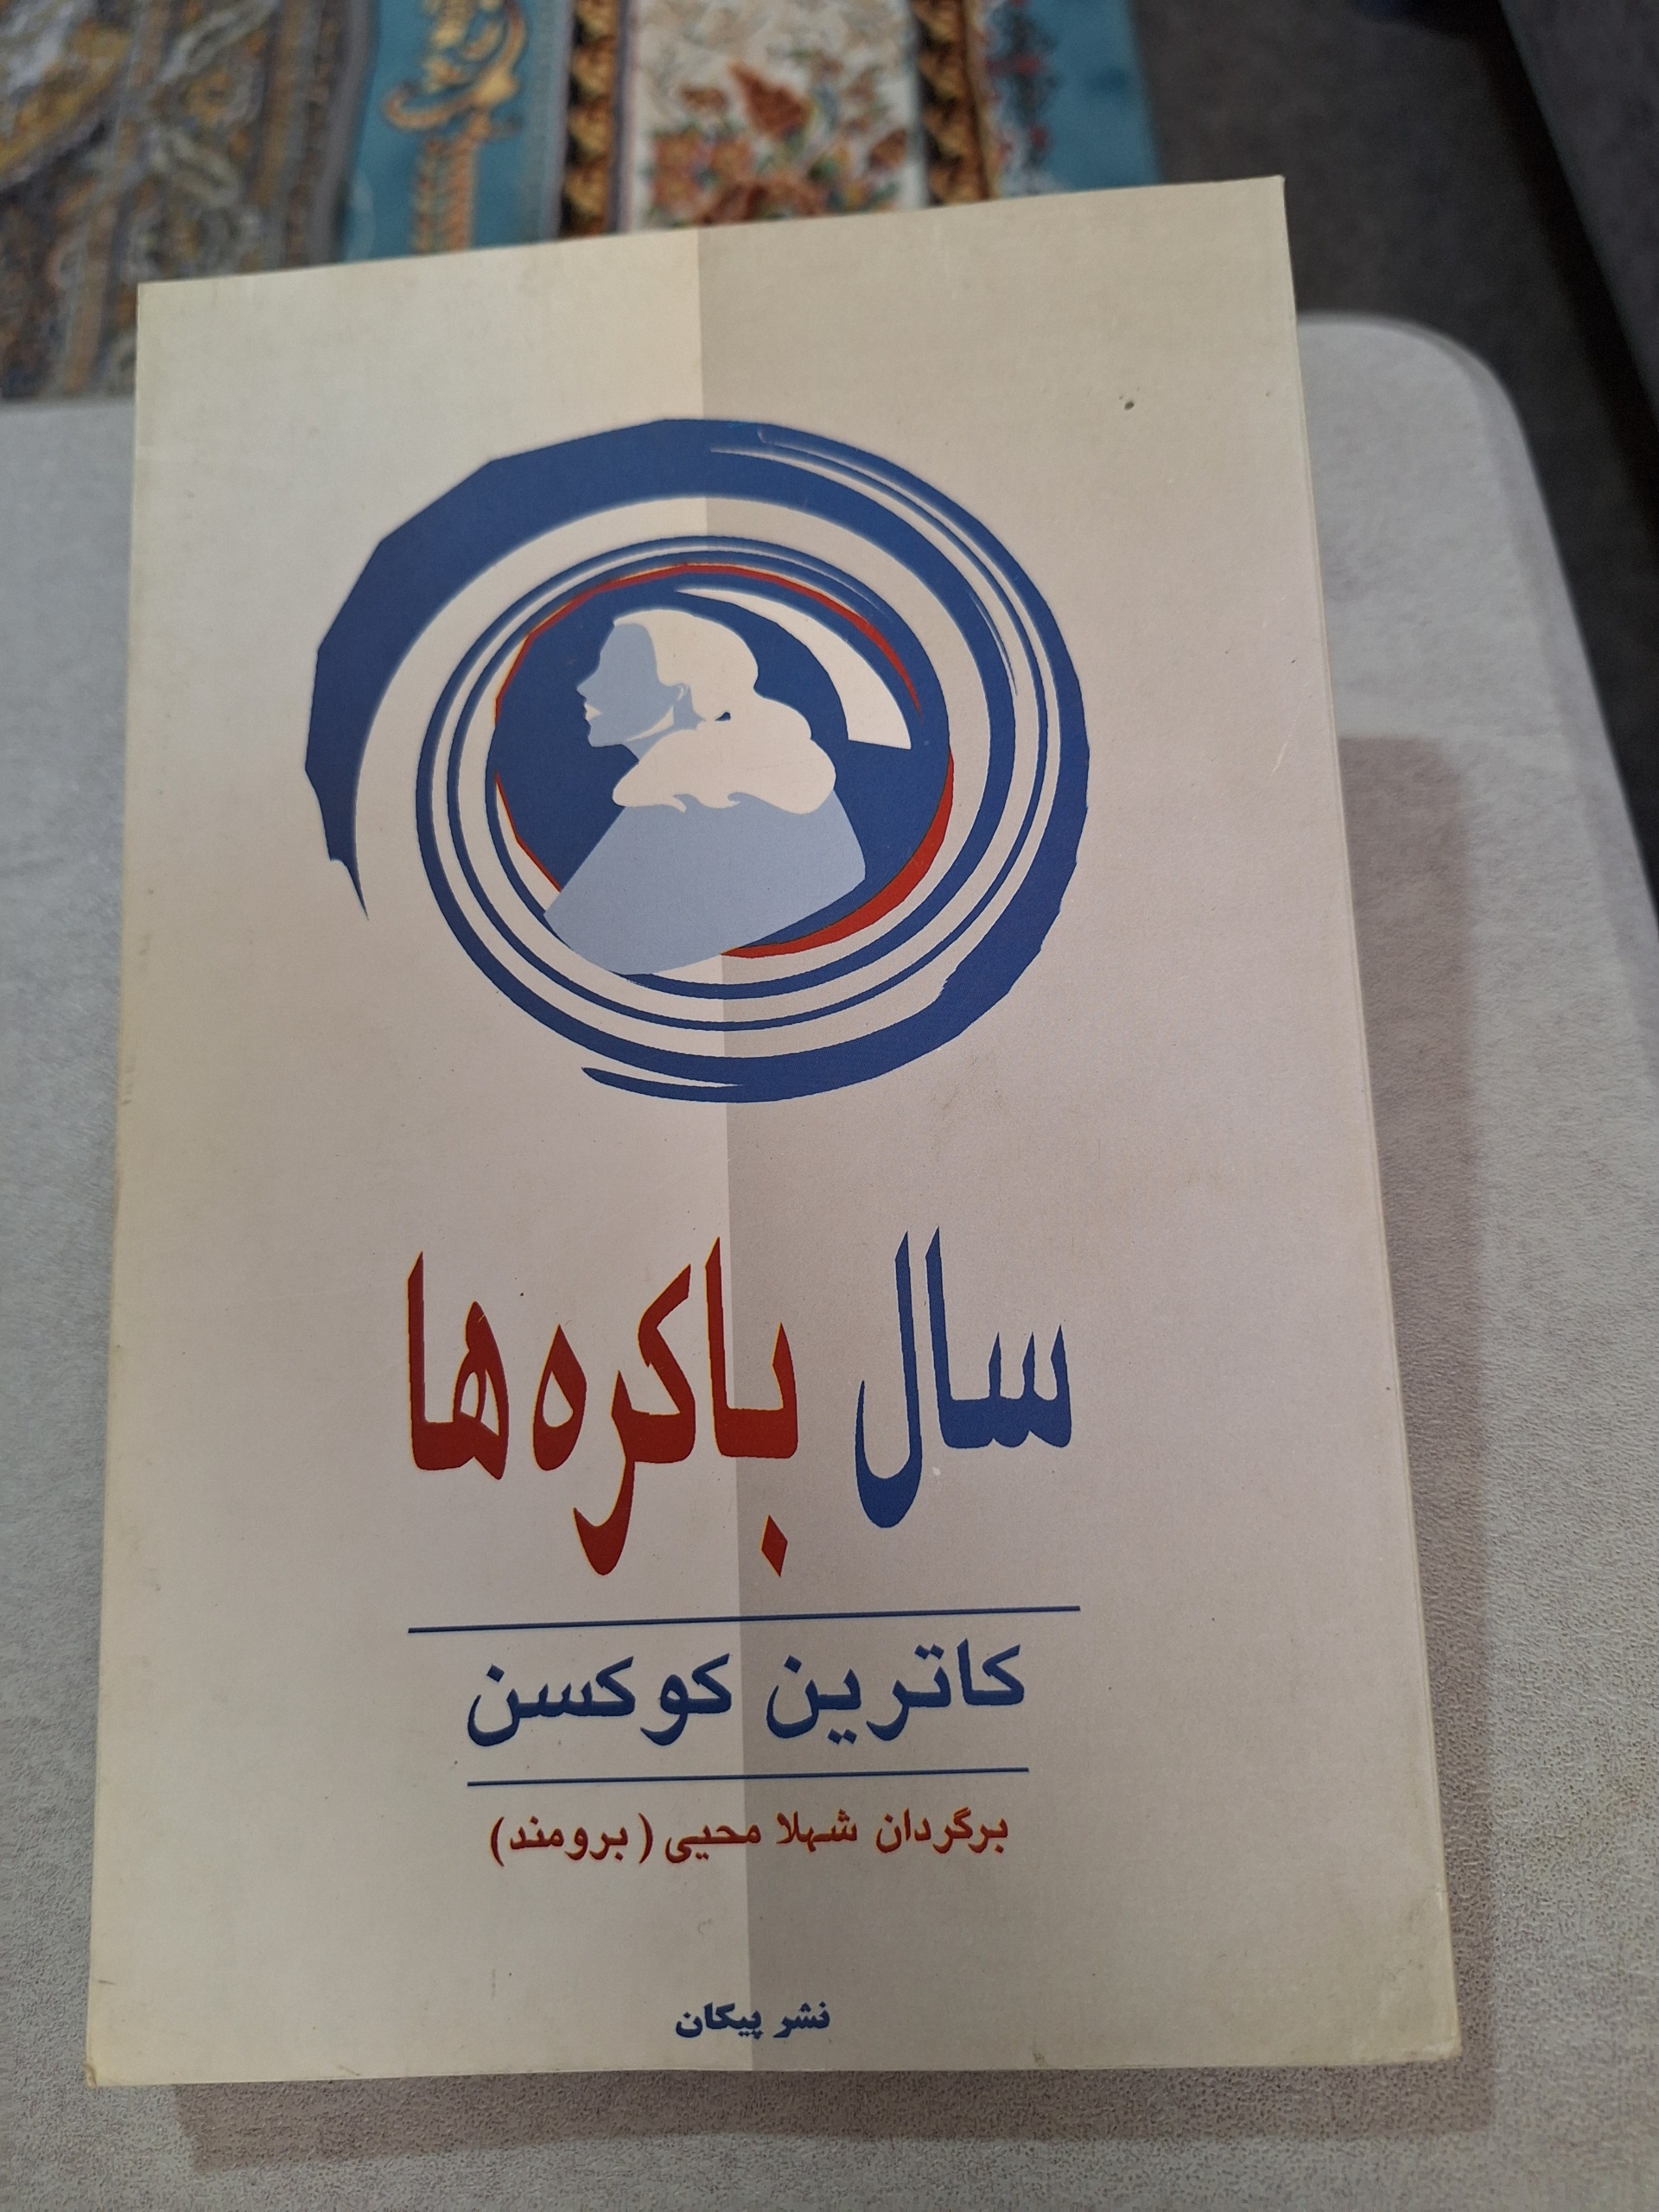 سال باکره‌ها
کاترین کوکسن
برگردان شهلا محیی (برومند)
نشر پیکان